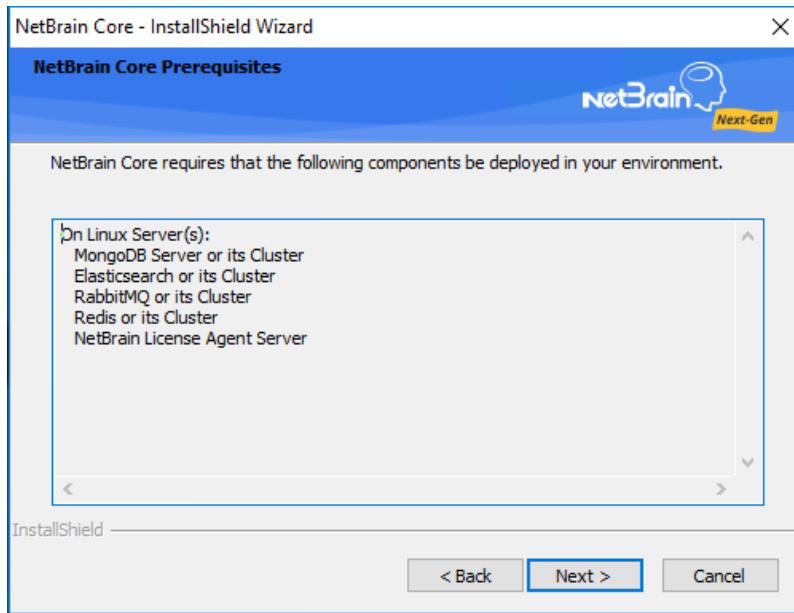 NetBrain Core - InstallShield Wizard
NetBrain Core Prerequisites
NetBrain
Next-Gen
NetBrain Core requires that the following components be deployed in your environment.
On Linux Server(s):
MongoDB Server or its Cluster
Elasticsearch or its Cluster
RabbitMQ or its Cluster
Redis or its Cluster
NetBrain License Agent Server
InstallShield
< Back
Next >
Cancel